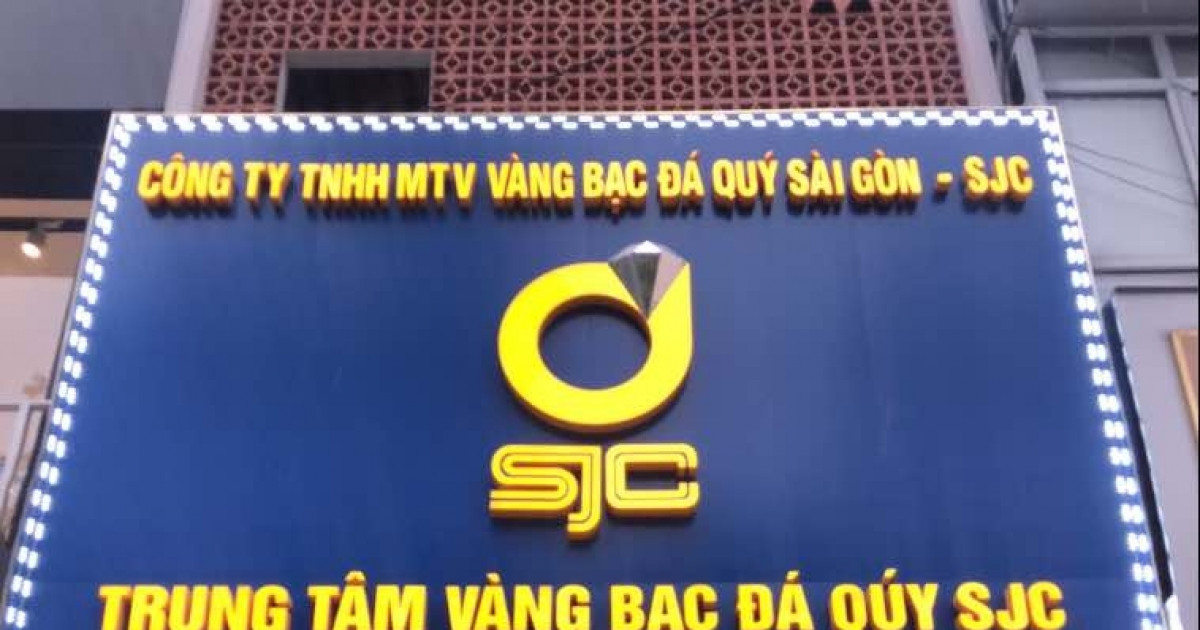 CÔNG TY TNHH MTV VÀNG BẠC ĐÁ QUÝ SÀI GÒN - SJC
SJC
TRUNG TÂM VÀNG BẠC ĐÁ QÚY SJC